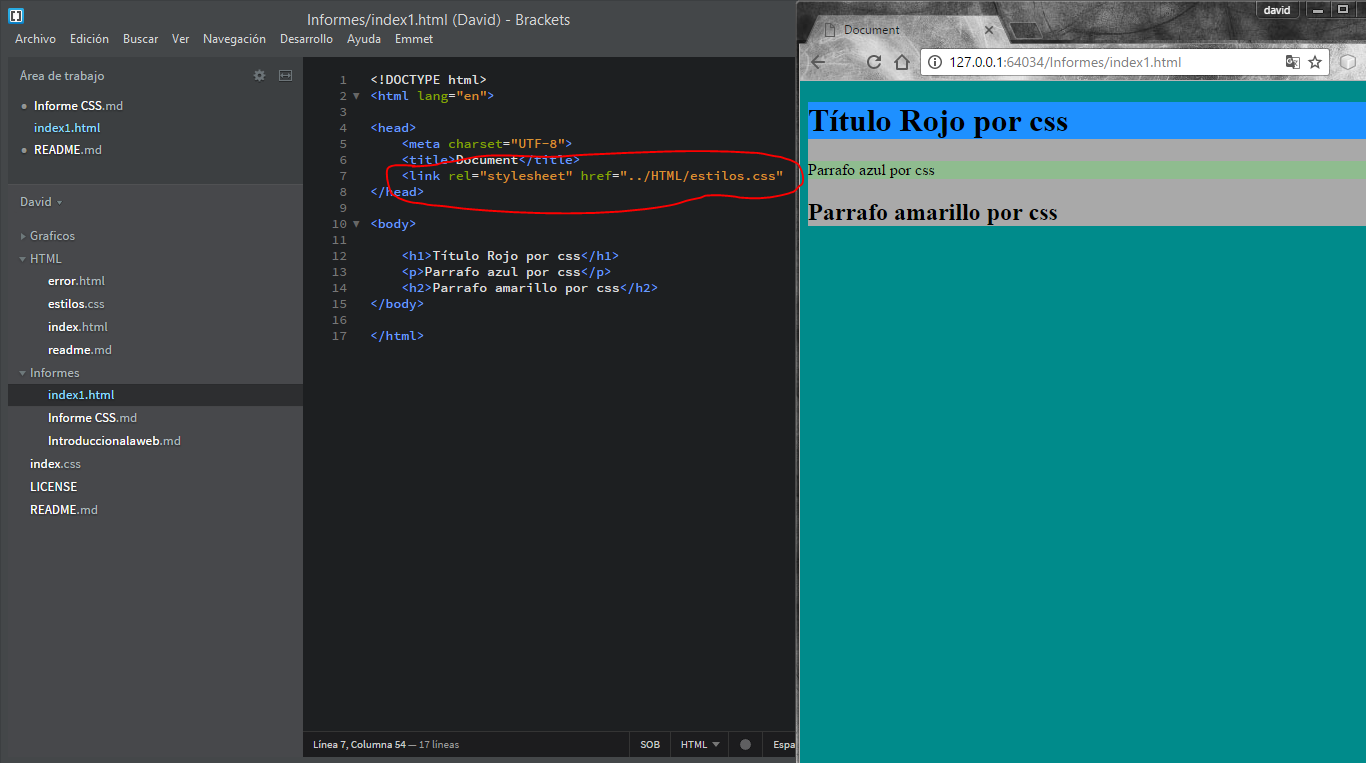 Informes/index1.html (David) - Brackets
Archivo Edición Buscar Ver Navegación Desarrollo Ayuda Emmet
Área de trabajo
Informe CSS.md
index1.html
README.md
David
Graficos
HTML
error.html
estilos.css
index.html
readme.md
Informes
index1.html
Informe CSS.md
Introduccionalaweb.md
index.css
LICENSE
README.md
1 <!DOCTYPE html>
2 <html lang="en">
3
4 <head>
5 <meta charset="UTF-8">
6 <title>Document</title>
7 <link rel="stylesheet" href="../HTML/estilos.css"
8 </head>
9
10 <body>
11
12 <h1>Título Rojo por css</h1>
13 <p>Parrafo azul por css</p>
14 <h2>Parrafo amarillo por css</h2>
15 </body>
16
17 </html>
Línea 7, Columna 54 — 17 líneas SOB HTML Espa
david
Document
127.0.0.1:64034/Informes/index1.html
Título Rojo por css
Parrafo azul por css
Parrafo amarillo por css